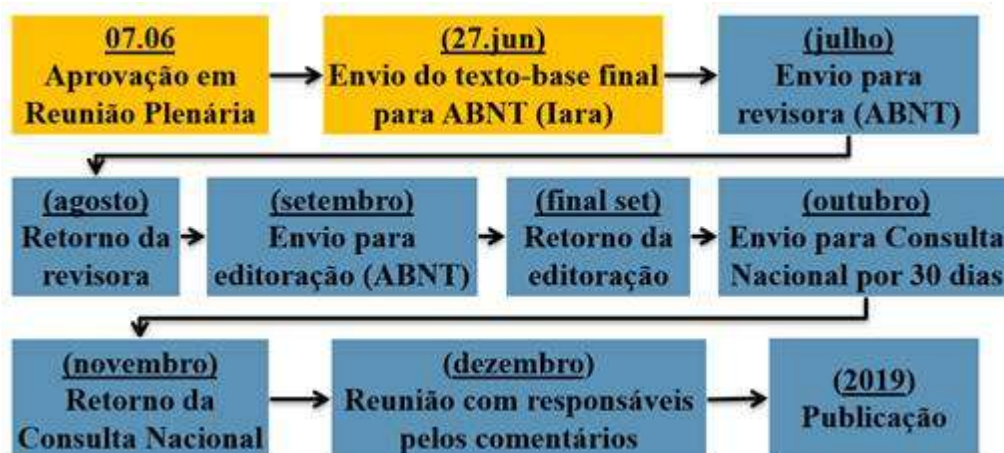 07.06
Aprovação em
Reunião Plenária
(27.jun)
Envio do texto-base final
para ABNT (Iara)
(julho)
Envio para
revisora (ABNT)
(agosto)
Retorno da
revisora
(setembro)
Envio para
editoração (ABNT)
(final set)
Retorno da
editoração
(outubro)
Envio para Consulta
Nacional por 30 dias
(novembro)
Retorno da
Consulta Nacional
(dezembro)
Reunião com responsáveis
pelos comentários
(2019)
Publicação